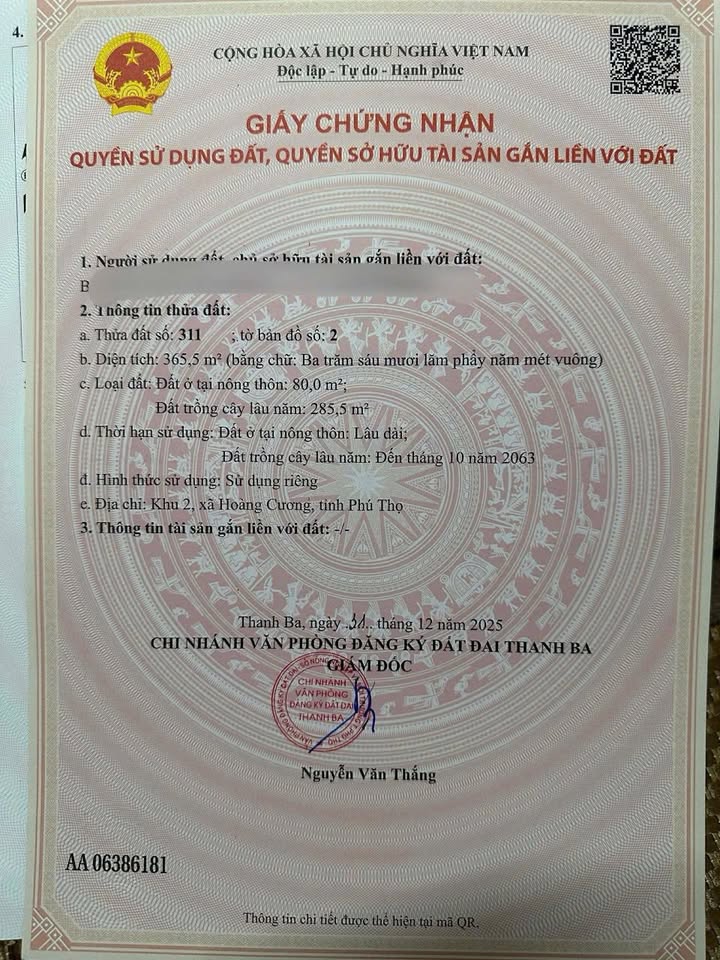 4.
CỘNG HÒA XÃ HỘI CHỦ NGHĨA VIỆT NAM
Độc lập - Tự do - Hạnh phúc
GIẤY CHỨNG NHẬN
QUYỀN SỬ DỤNG ĐẤT, QUYỀN SỞ HỮU TÀI SẢN GẮN LIỀN VỚI ĐẤT
1. Người sử dụng đất, chủ sở hữu tài sản gắn liền với đất:
B
2. Thông tin thửa đất:
a. Thửa đất số: 311 ; tờ bản đồ số: 2
b. Diện tích: 365,5 m² (bằng chữ: Ba trăm sáu mươi lăm phẩy năm mét vuông)
c. Loại đất: Đất ở tại nông thôn: 80,0 m²;
Đất trồng cây lâu năm: 285,5 m²
d. Thời hạn sử dụng: Đất ở tại nông thôn: Lâu dài;
Đất trồng cây lâu năm: Đến tháng 10 năm 2063
đ. Hình thức sử dụng: Sử dụng riêng
e. Địa chỉ: Khu 2, xã Hoàng Cương, tỉnh Phú Thọ
3. Thông tin tài sản gắn liền với đất: -/-
Thanh Ba, ngày .31.. tháng 12 năm 2025
CHI NHÁNH VĂN PHÒNG ĐĂNG KÝ ĐẤT ĐAI THANH BA
GIÁM ĐỐC
CHI NHÁNH
VĂN PHÒNG
ĐĂNG KÝ ĐẤT ĐAI
THANH BA
Nguyễn Văn Thắng
AA 06386181
Thông tin chi tiết được thể hiện tại mã QR.